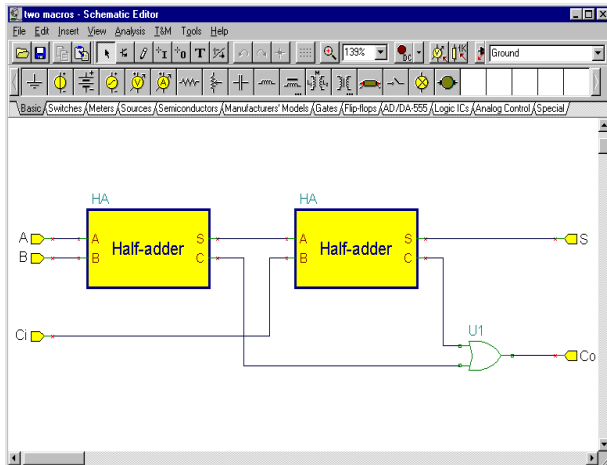 two macros - Schematic Editor
File Edit Insert View Analysis I&M Tools Help
T 139% DC 1K Ground
V A M
Basic Switches Meters Sources Semiconductors Manufacturers' Models Gates Flip-flops AD/DA-555 Logic ICs Analog Control Special
HA HA
A A S A S S
Half-adder Half-adder
B B C B C
Ci U1
Co